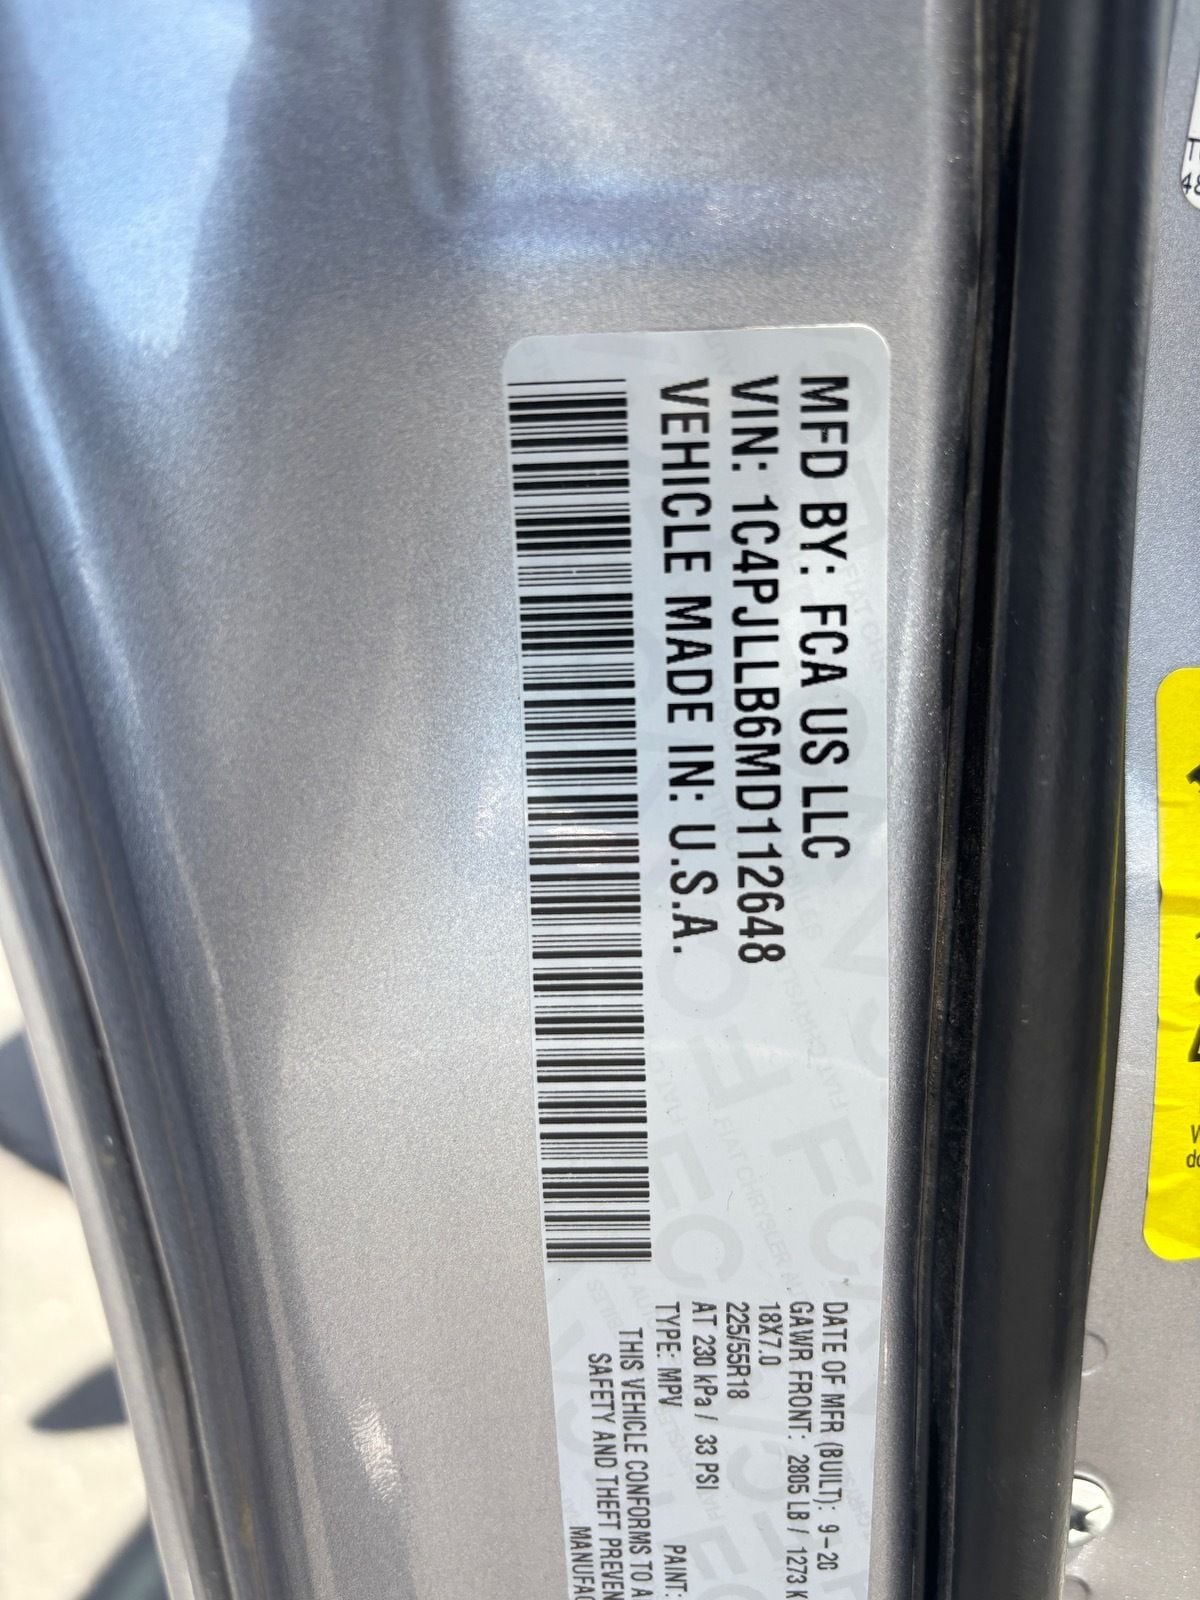 MFD BY: FCA US LLC
VIN: 1C4PJLLB6MD112648
VEHICLE MADE IN: U.S.A.
DATE OF MFR (BUILT): 9-20
GAWR FRONT: 2805 LB / 1273 K
18X7.0
225/55R18
AT 230 kPa / 33 PSI
TYPE: MPV PAINT:
THIS VEHICLE CONFORMS TO A
SAFETY AND THEFT PREVEN
MANUFAC